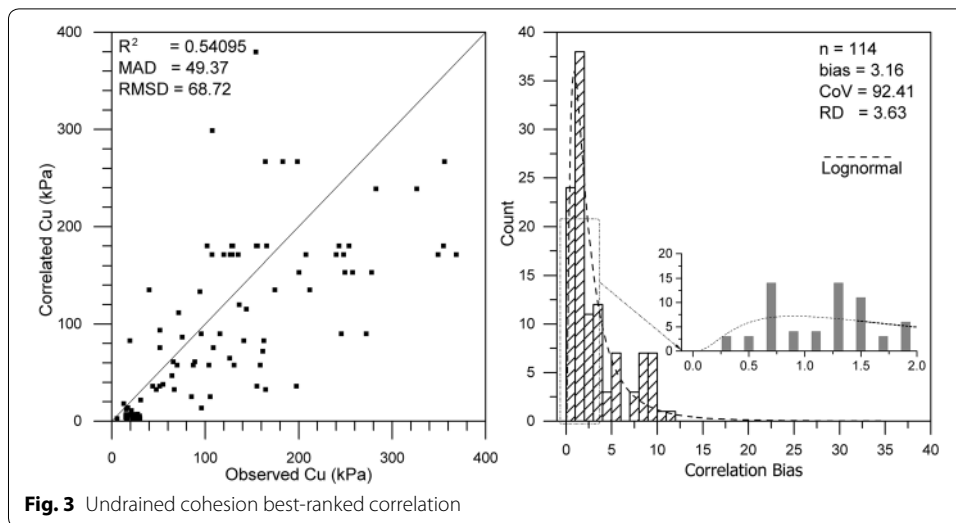 400
300
200
100
0
R² = 0.54095
MAD = 49.37
RMSD = 68.72
Correlated Cu (kPa)
0 100 200 300 400
Observed Cu (kPa)
40
35
30
25
20
15
10
5
0
Count
n = 114
bias = 3.16
CoV = 92.41
RD = 3.63
Lognormal
20
15
10
5
0
0.0 0.5 1.0 1.5 2.0
0 5 10 15 20 25 30 35 40
Correlation Bias
Fig. 3 Undrained cohesion best-ranked correlation